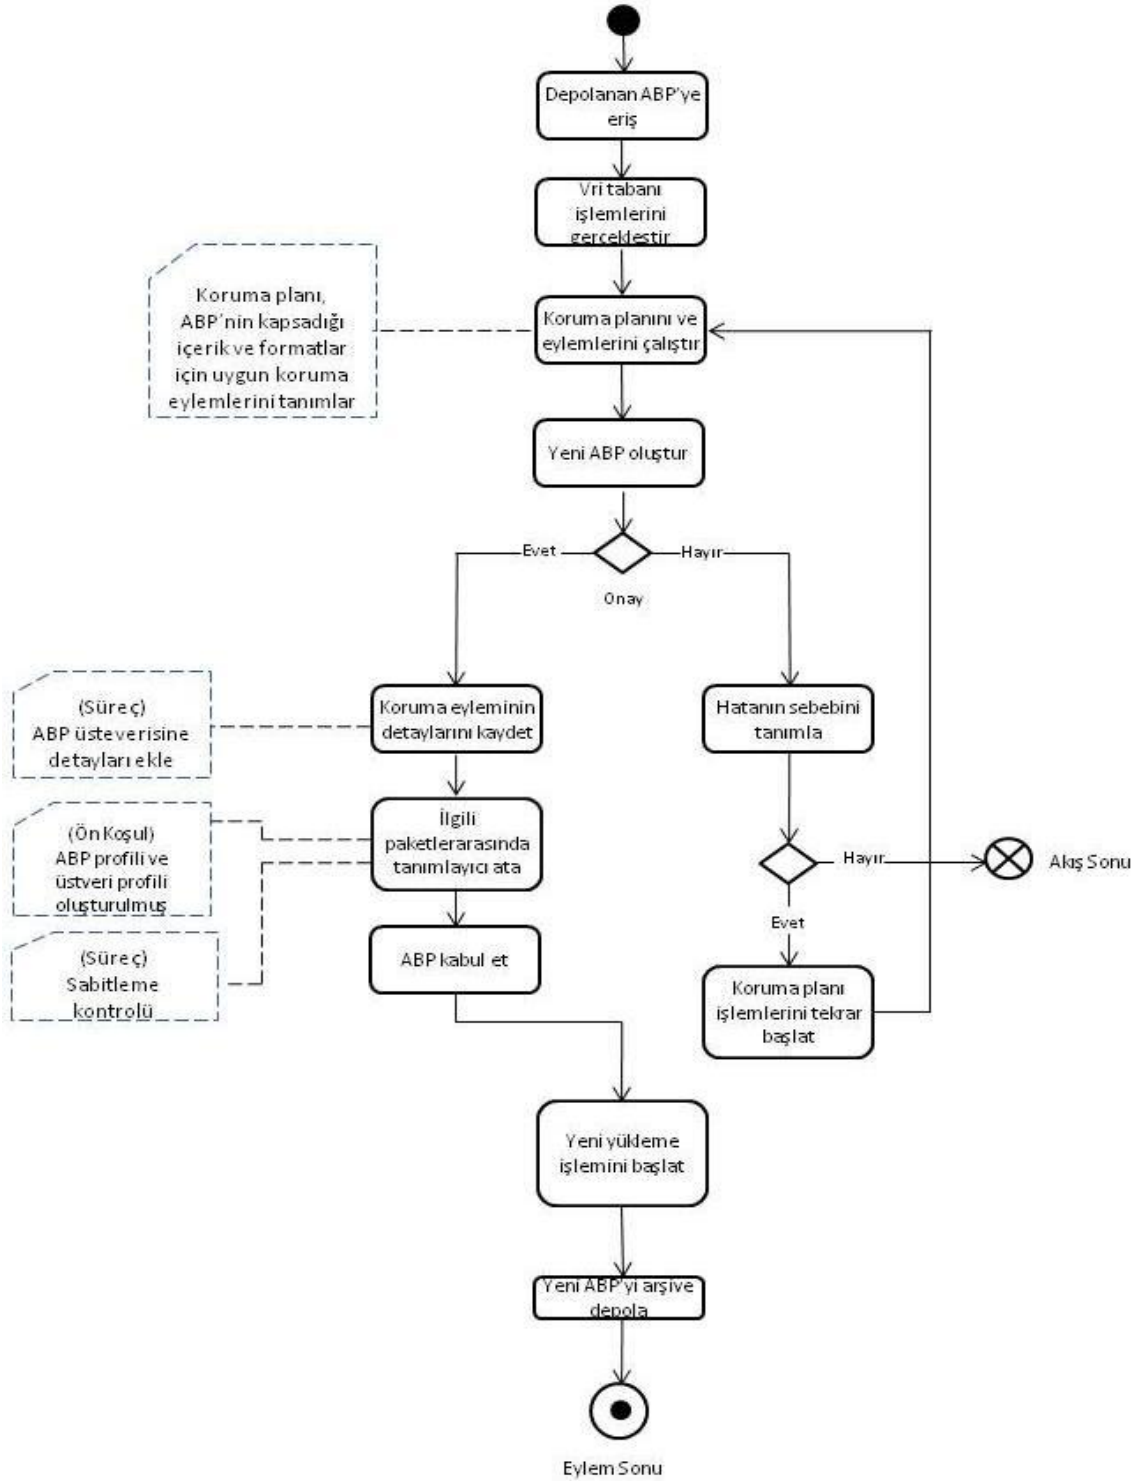 Depolanan ABP'ye
eriş
Vri tabanı
işlemlerini
gerçekleştir
Koruma planı,
ABP'nin kapsadığı
içerik ve formatlar
için uygun koruma
eylemlerini tanımlar
Koruma planını ve
eylemlerini çalıştır
Yeni ABP oluştur
Evet
Hayır
Onay
(Süreç)
ABP üsteverisine
detayları ekle
Koruma eyleminin
detaylarını kaydet
Hatanın sebebini
tanımla
(Ön Koşul)
ABP profili ve
üstveri profili
oluşturulmuş
İlgili
paketlerarasında
tanımlayıcı ata
Hayır
Akış Sonu
Evet
(Süreç)
Sabitleme
kontrolü
ABP kabul et
Koruma planı
işlemlerini tekrar
başlat
Yeni yükleme
işlemini başlat
Yeni ABP'yi arşive
depola
Eylem Sonu